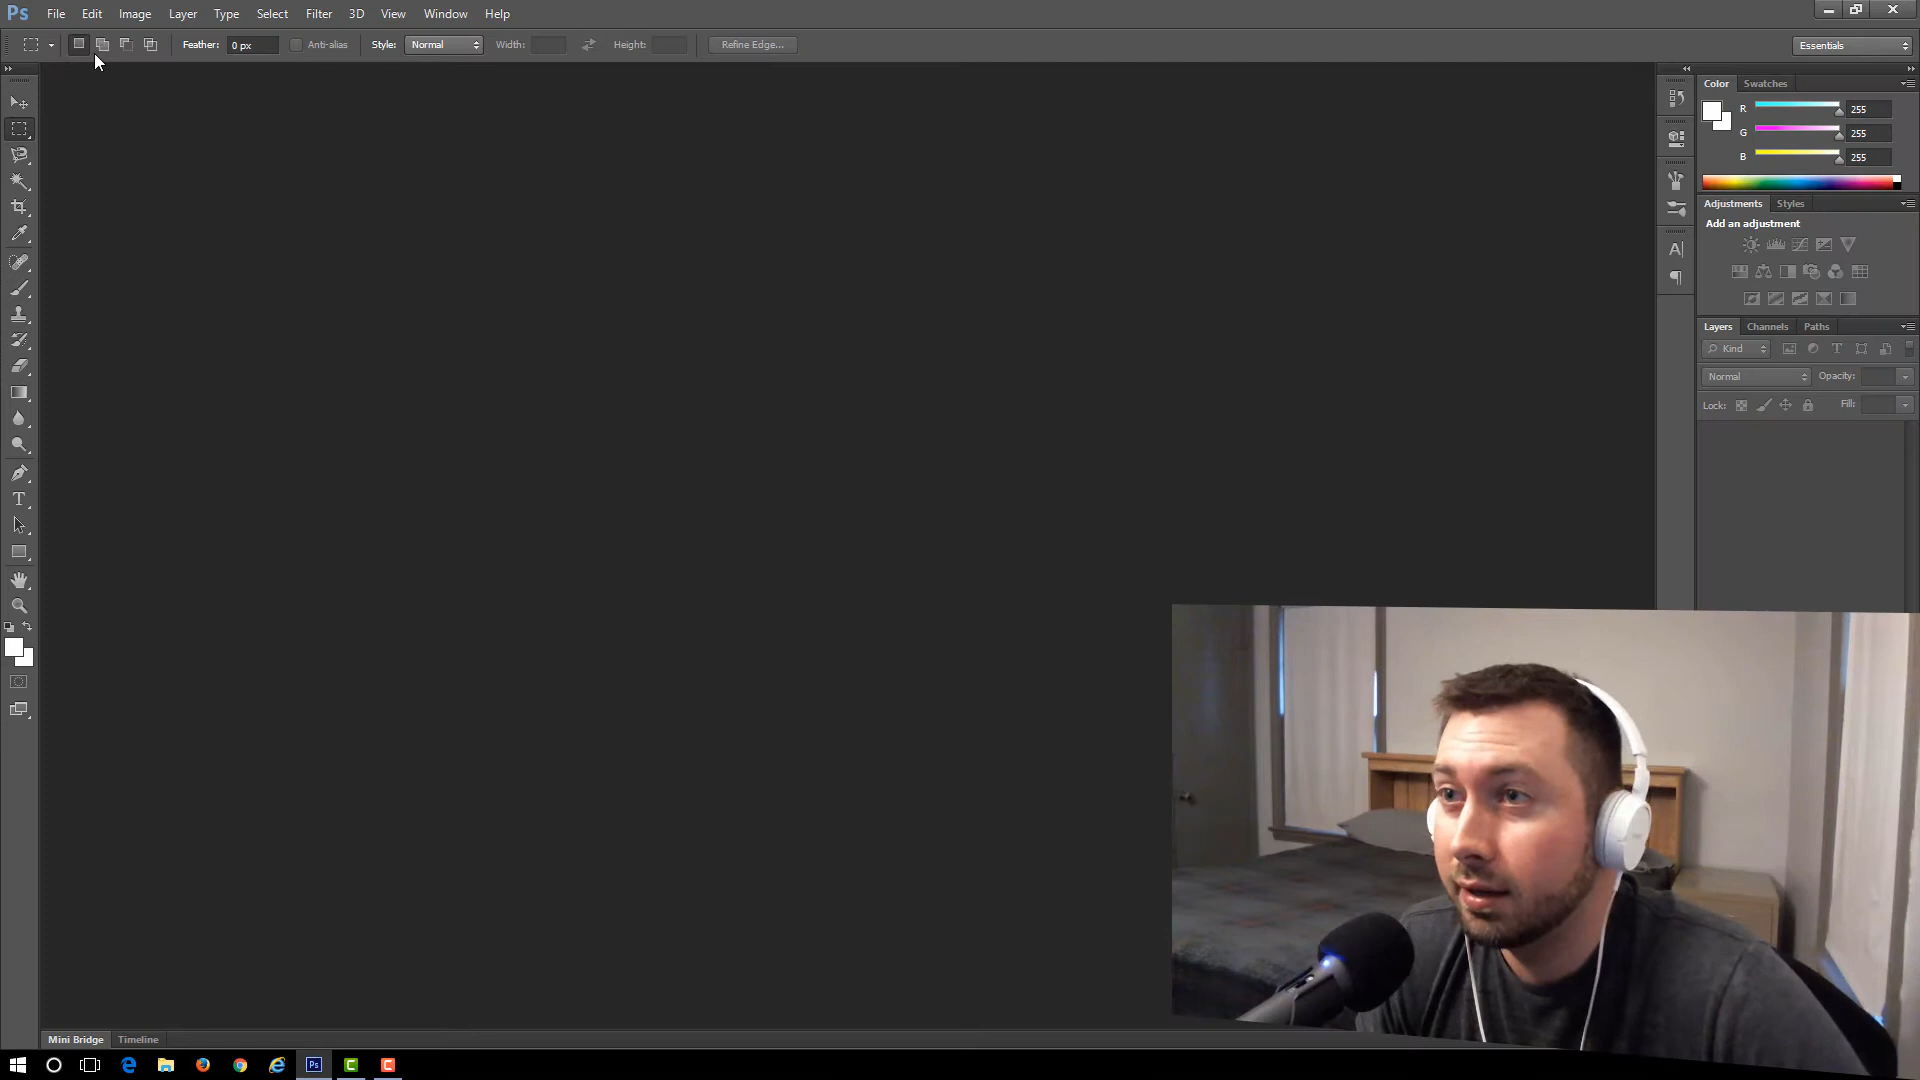 Ps File Edit Image Layer Type Select Filter 3D View Window Help
Feather: 0 px Anti-alias Style: Normal Width: Height: Refine Edge... Essentials
Color Swatches
R 255
G 255
B 255
Adjustments Styles
Add an adjustment
Layers Channels Paths
Kind
Normal Opacity:
Lock: Fill:
Mini Bridge Timeline
Ps